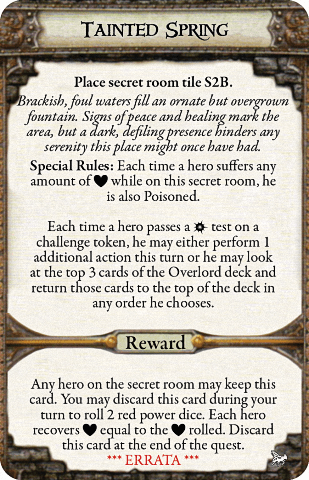 Tainted Spring
Place secret room tile S2B.
Brackish, foul waters fill an ornate but overgrown
fountain. Signs of peace and healing mark the
area, but a dark, defiling presence hinders any
serenity this place might once have had.
Special Rules: Each time a hero suffers any
amount of ♥ while on this secret room, he
is also Poisoned.
Each time a hero passes a test on a
challenge token, he may either perform 1
additional action this turn or he may look
at the top 3 cards of the Overlord deck and
return those cards to the top of the deck in
any order he chooses.
Reward
Any hero on the secret room may keep this
card. You may discard this card during your
turn to roll 2 red power dice. Each hero
recovers ♥ equal to the ♥ rolled. Discard
this card at the end of the quest.
*** ERRATA ***